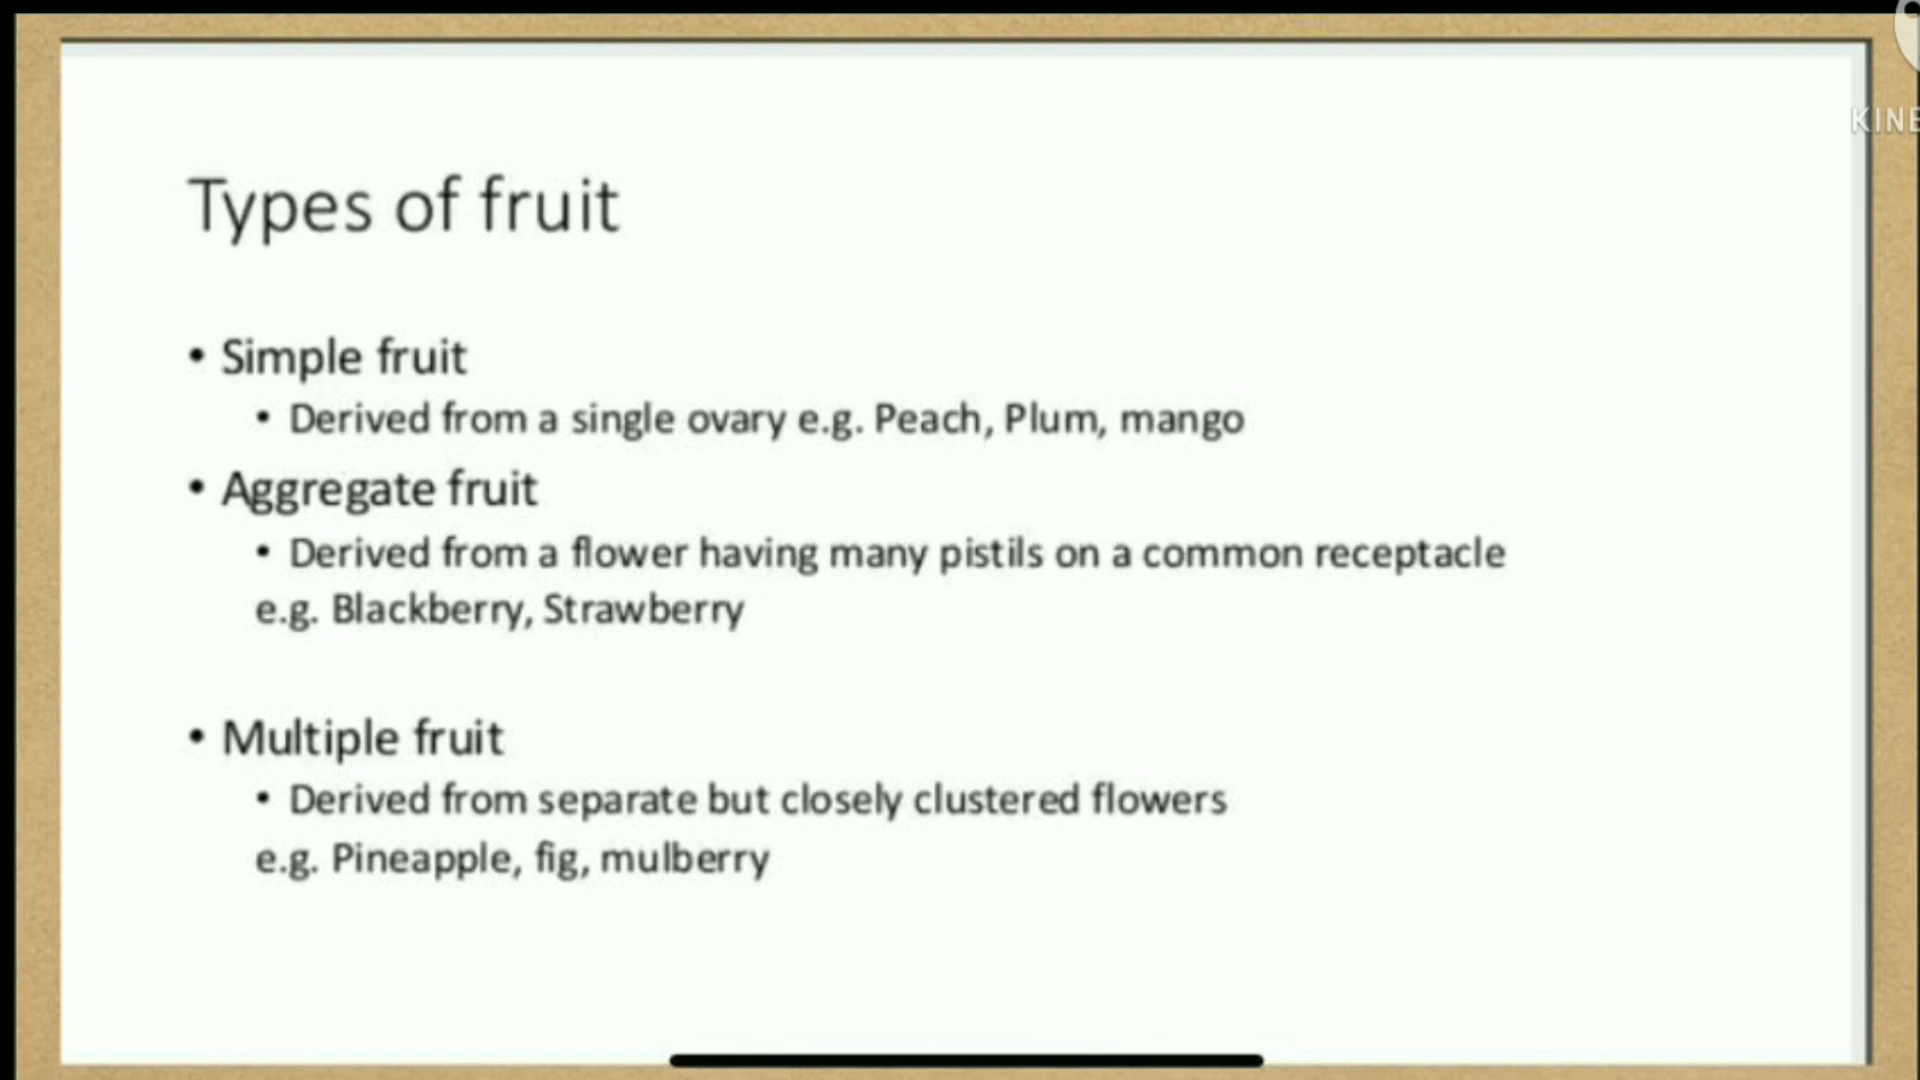 KINE
Types of fruit
• Simple fruit
• Derived from a single ovary e.g. Peach, Plum, mango
• Aggregate fruit
• Derived from a flower having many pistils on a common receptacle
e.g. Blackberry, Strawberry
• Multiple fruit
• Derived from separate but closely clustered flowers
e.g. Pineapple, fig, mulberry